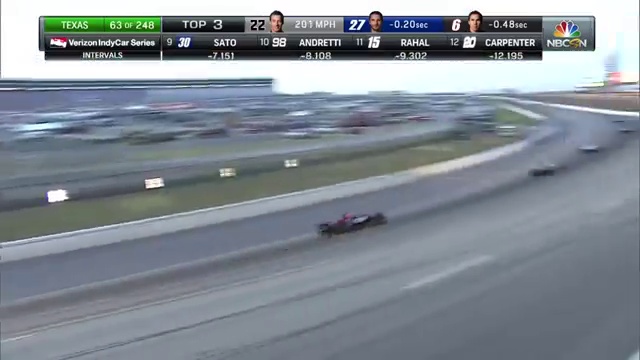 TEXAS 63 OF 248 TOP 3 22 201 MPH 27 -0.20SEC 6 -0.48SEC
Verizon IndyCar Series 9 30 SATO 10 98 ANDRETTI 11 15 RAHAL 12 20 CARPENTER NBCSN
INTERVALS -7.151 -8.108 -9.302 -12.195